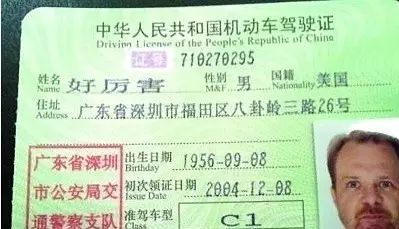 中华人民共和国机动车驾驶证
Driving License of the People's Republic of China
证号 710270295
姓名 Name 好厉害 性别 M&F 男 国籍 Nationality 美国
住址 Address 广东省深圳市福田区八卦岭三路26号
广东省深圳
市公安局交
通警察支队
出生日期 Birthday 1956-09-08
初次领证日期 Issue Date 2004-12-08
准驾车型 Class C1